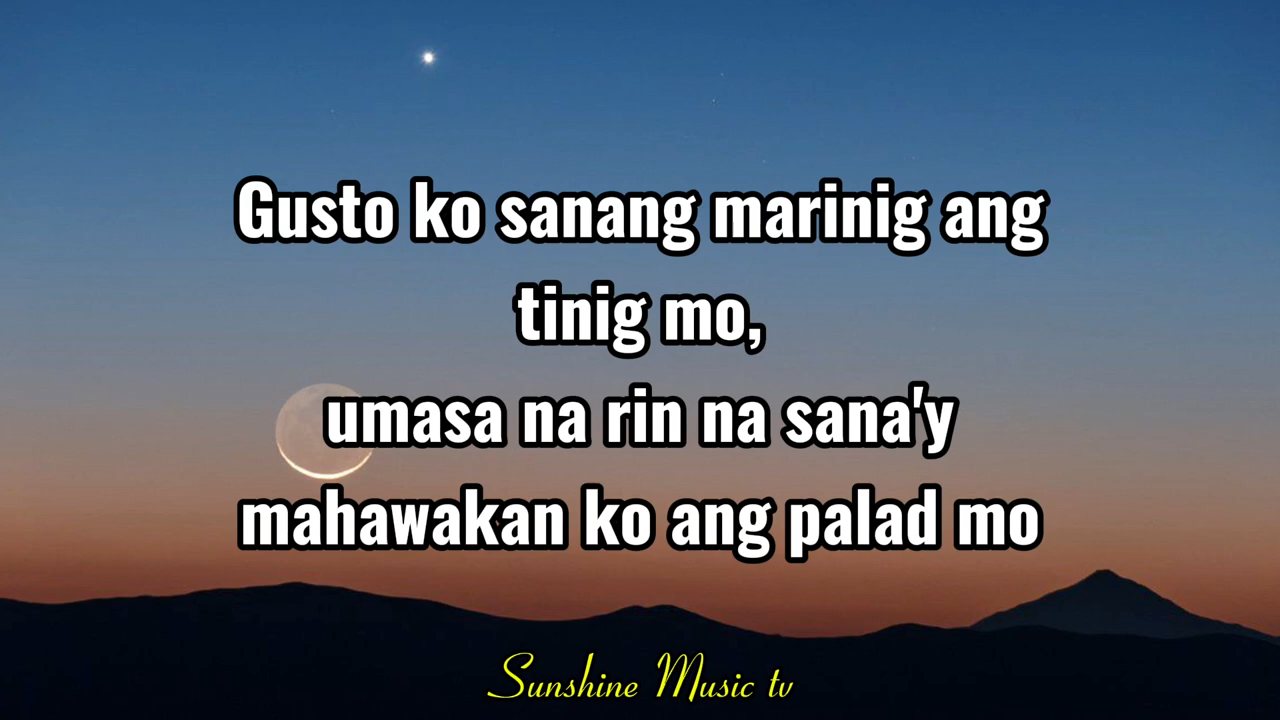 Gusto ko sanang marinig ang
tinig mo,
umasa na rin na sana'y
mahawakan ko ang palad mo
Sunshine Music tv